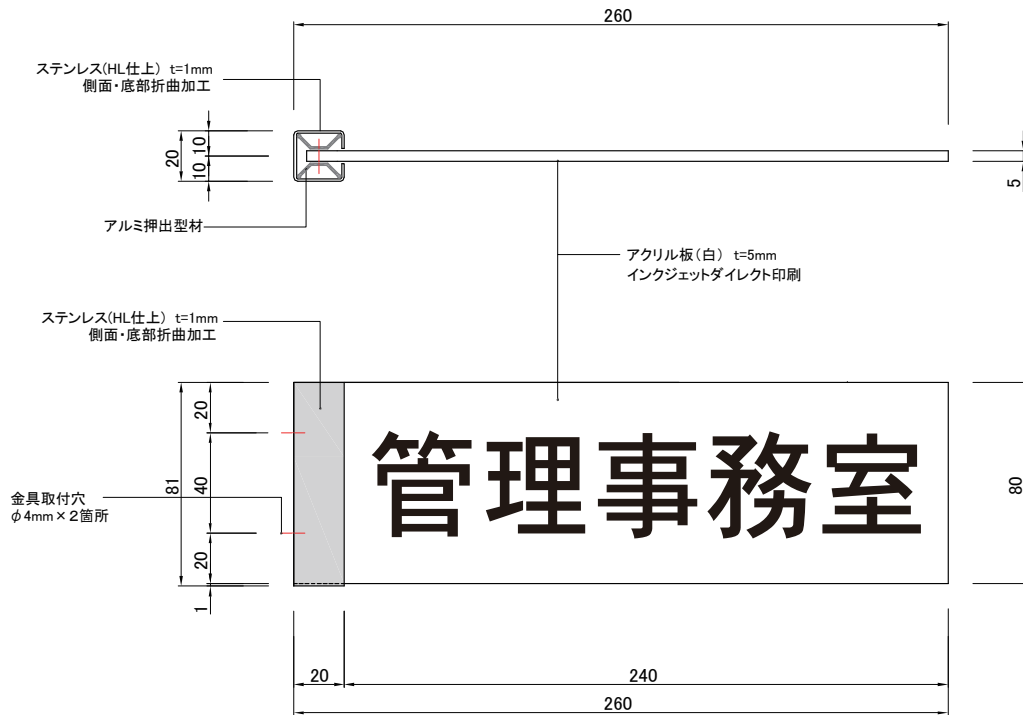 260
ステンレス(HL仕上) t=1mm
側面・底部折曲加工
20
10
10
5
アルミ押出型材
アクリル板(白) t=5mm
インクジェットダイレクト印刷
ステンレス(HL仕上) t=1mm
側面・底部折曲加工
81
20
40
20
1
金具取付穴
φ4mm×2箇所
管理事務室
80
20
240
260